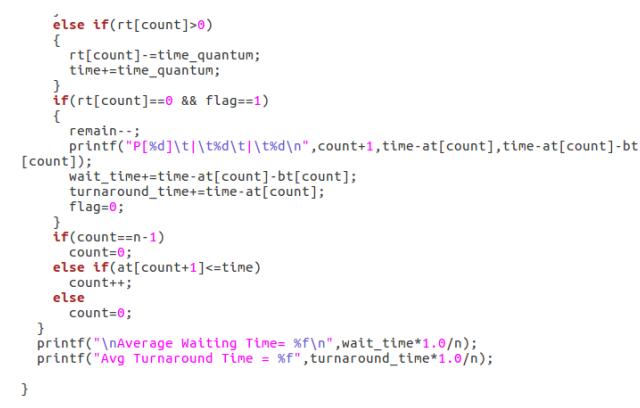 }
else if(rt[count]>0)
{
rt[count]-=time_quantum;
time+=time_quantum;
}
if(rt[count]==0 && flag==1)
{
remain--;
printf("P[%d]\t|\t%d\t|\t%d\n",count+1,time-at[count],time-at[count]-bt
[count]);
wait_time+=time-at[count]-bt[count];
turnaround_time+=time-at[count];
flag=0;
}
if(count==n-1)
count=0;
else if(at[count+1]<=time)
count++;
else
count=0;
}
printf("\nAverage Waiting Time= %f\n",wait_time*1.0/n);
printf("Avg Turnaround Time = %f",turnaround_time*1.0/n);
}